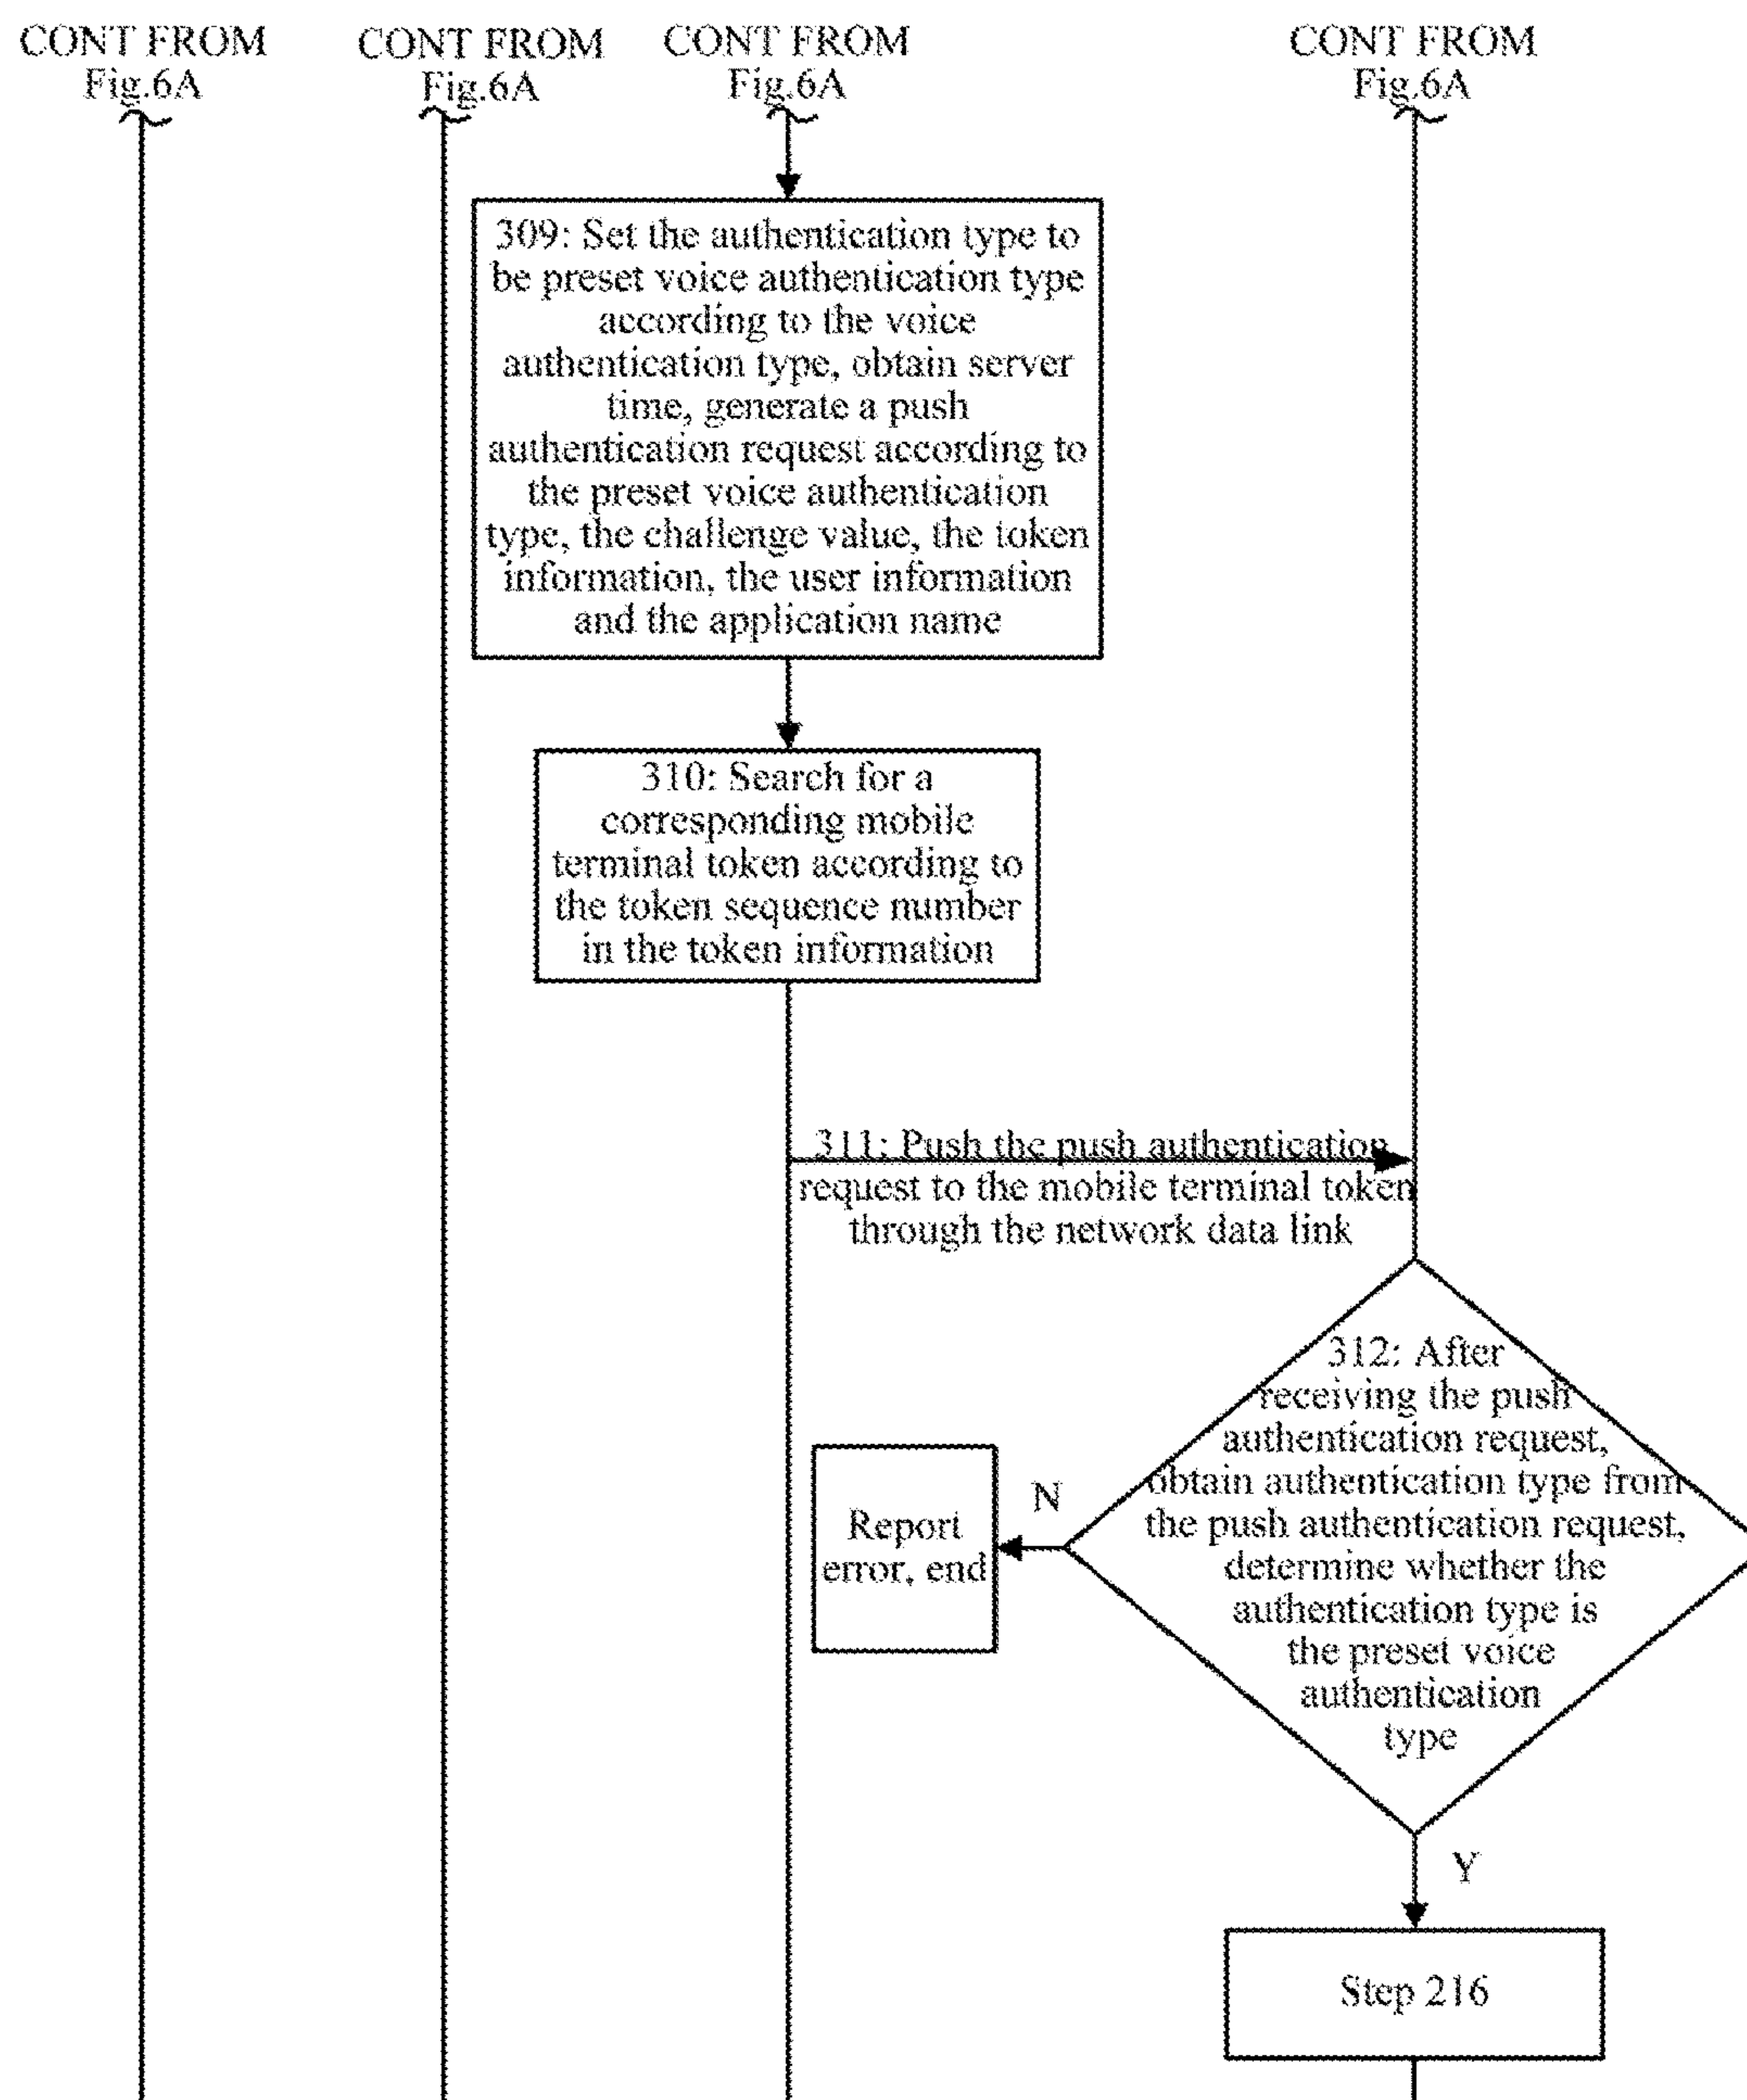 CONT FROM
Fig.6A
CONT FROM
Fig.6A
CONT FROM
Fig.6A
CONT FROM
Fig.6A
309: Set the authentication type to
be preset voice authentication type
according to the voice
authentication type, obtain server
time, generate a push
authentication request according to
the preset voice authentication
type, the challenge value, the token
information, the user information
and the application name
310: Search for a
corresponding mobile
terminal token according to
the token sequence number
in the token information
311: Push the push authentication
request to the mobile terminal token
through the network data link
312: After
receiving the push
authentication request,
obtain authentication type from
the push authentication request,
determine whether the
authentication type is
the preset voice
authentication
type
N
Report
error, end
Y
Step 216